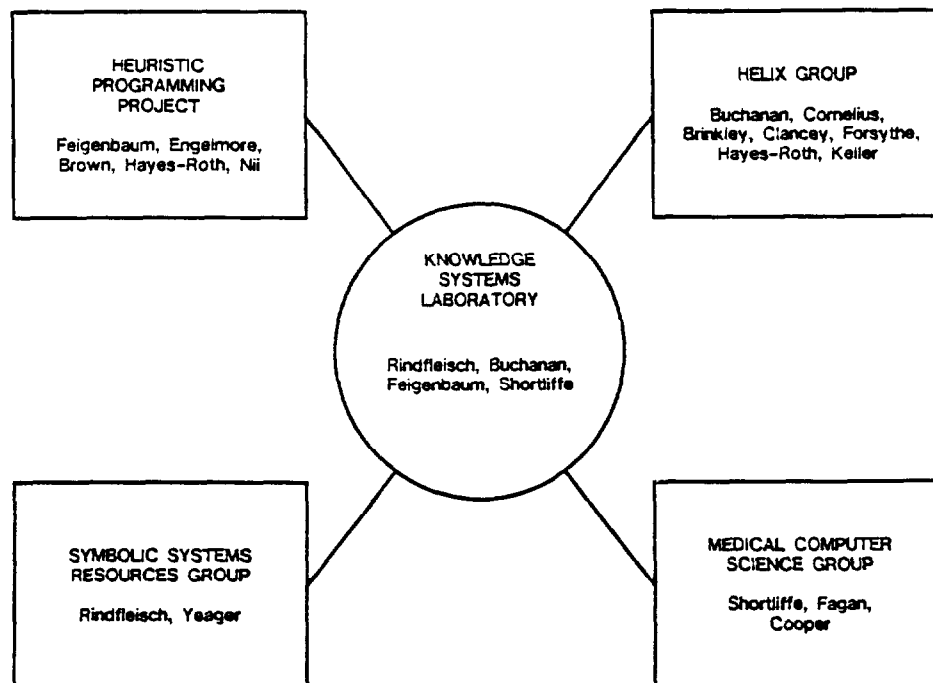 HEURISTIC
PROGRAMMING
PROJECT
Feigenbaum, Engelmore,
Brown, Hayes-Roth, Nii
HELIX GROUP
Buchanan, Cornelius,
Brinkley, Clancey, Forsythe,
Hayes-Roth, Keller
KNOWLEDGE
SYSTEMS
LABORATORY
Rindfleisch, Buchanan,
Feigenbaum, Shortliffe
SYMBOLIC SYSTEMS
RESOURCES GROUP
Rindfleisch, Yeager
MEDICAL COMPUTER
SCIENCE GROUP
Shortliffe, Fagan,
Cooper